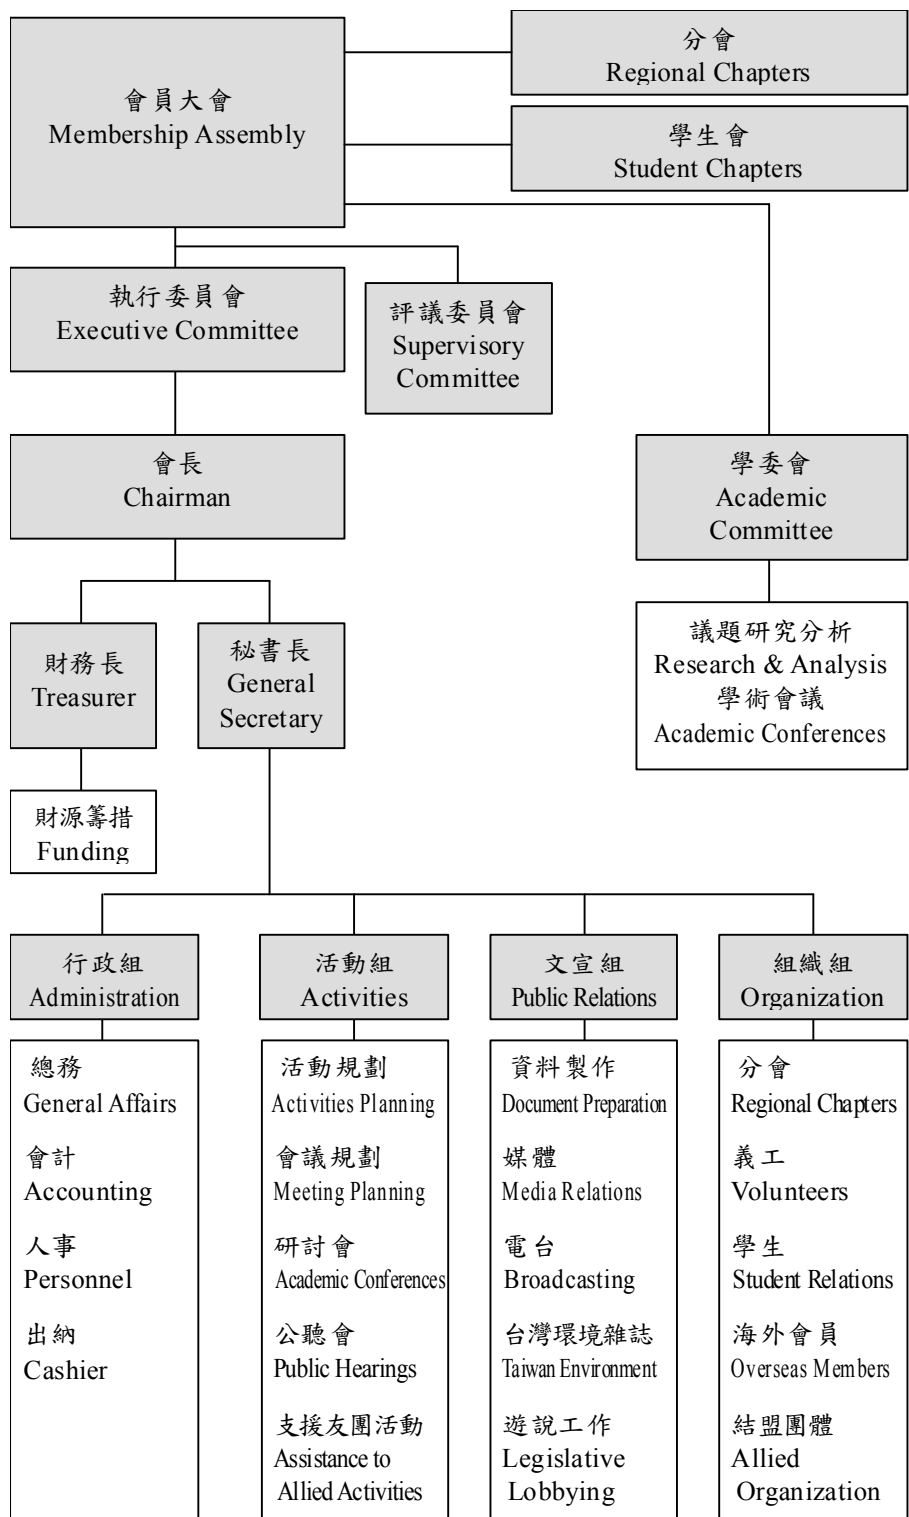 會員大會
Membership Assembly
分會
Regional Chapters
學生會
Student Chapters
執行委員會
Executive Committee
評議委員會
Supervisory
Committee
會長
Chairman
學委會
Academic
Committee
議題研究分析
Research & Analysis
學術會議
Academic Conferences
財務長
Treasurer
秘書長
General
Secretary
財源籌措
Funding
行政組
Administration
總務
General Affairs
會計
Accounting
人事
Personnel
出納
Cashier
活動組
Activities
活動規劃
Activities Planning
會議規劃
Meeting Planning
研討會
Academic Conferences
公聽會
Public Hearings
支援友團活動
Assistance to
Allied Activities
文宣組
Public Relations
資料製作
Document Preparation
媒體
Media Relations
電台
Broadcasting
台灣環境雜誌
Taiwan Environment
遊說工作
Legislative
Lobbying
組織組
Organization
分會
Regional Chapters
義工
Volunteers
學生
Student Relations
海外會員
Overseas Members
結盟團體
Allied
Organization